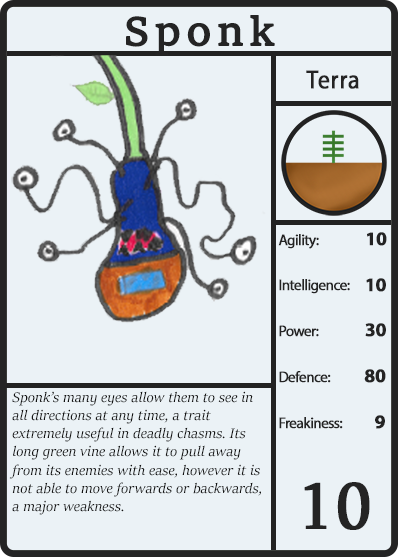 Sponk
Terra
Agility: 10
Intelligence: 10
Power: 30
Defence: 80
Freakiness: 9
10
Sponk's many eyes allow them to see in
all directions at any time, a trait
extremely useful in deadly chasms. Its
long green vine allows it to pull away
from its enemies with ease, however it is
not able to move forwards or backwards,
a major weakness.